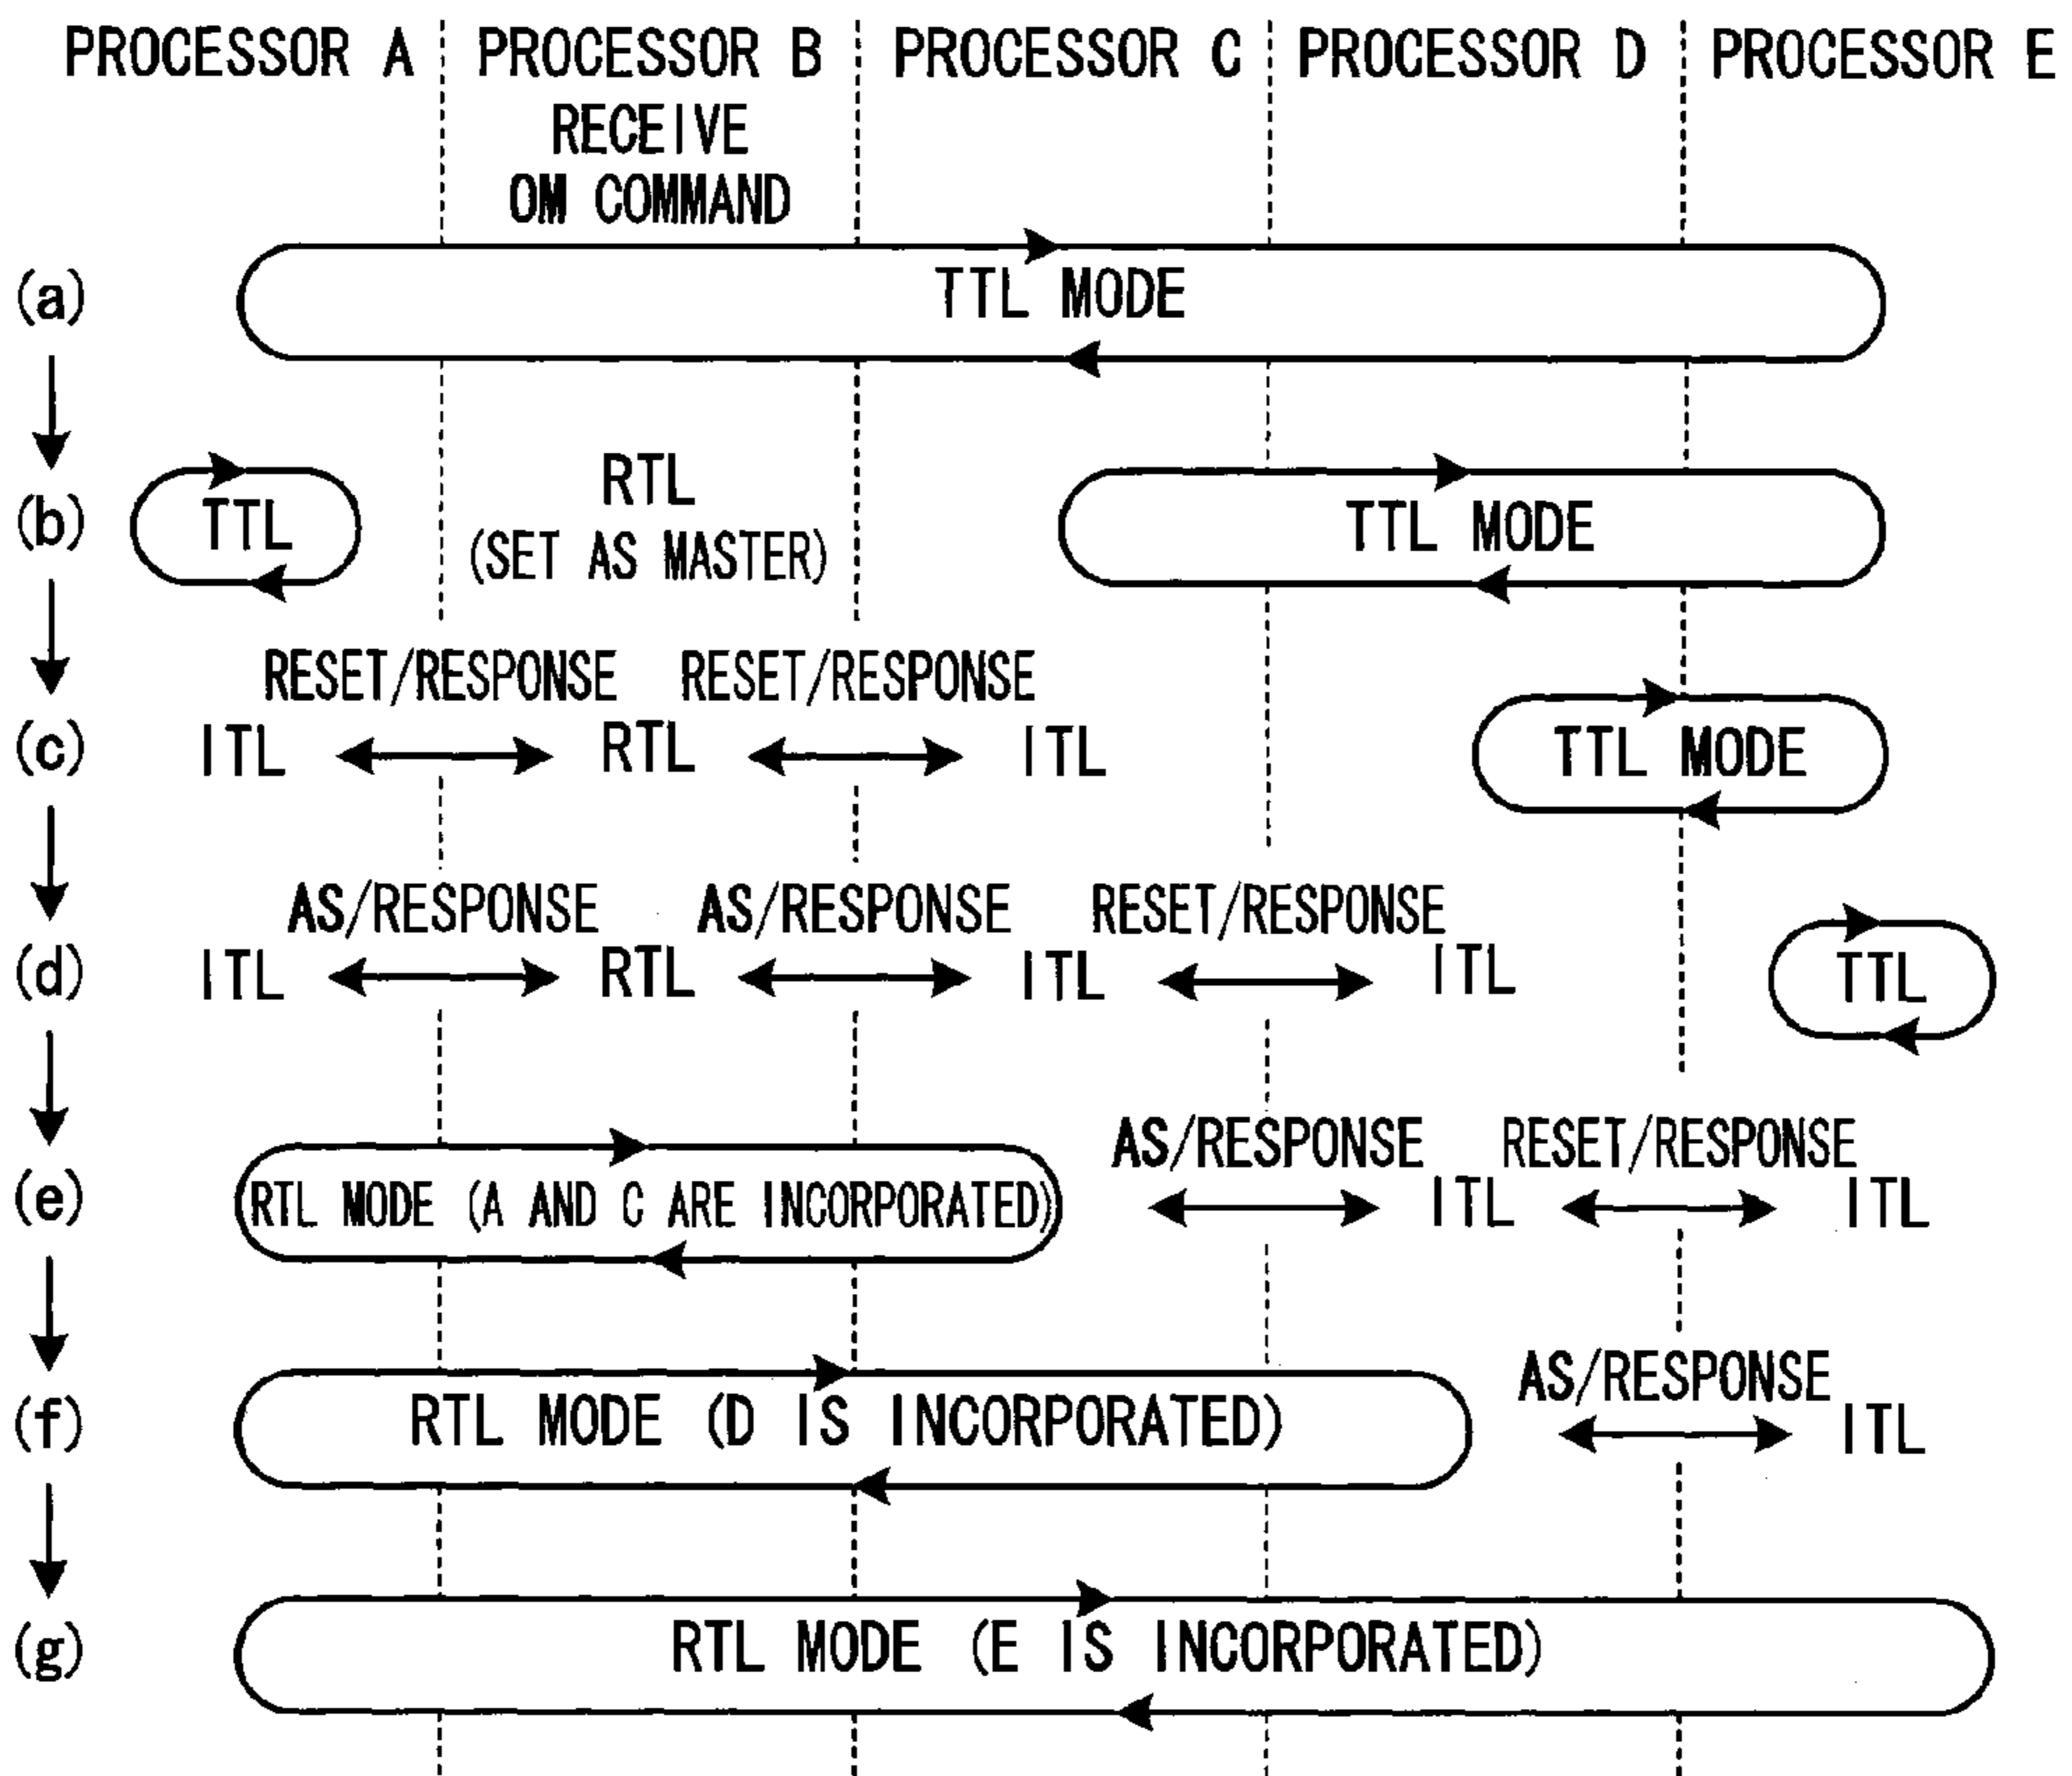 PROCESSOR A PROCESSOR B PROCESSOR C PROCESSOR D PROCESSOR E
RECEIVE
OM COMMAND
(a) TTL MODE
(b) TTL RTL TTL MODE
(SET AS MASTER)
RESET/RESPONSE RESET/RESPONSE
(c) ITL RTL ITL TTL MODE
AS/RESPONSE AS/RESPONSE RESET/RESPONSE
(d) ITL RTL ITL ITL TTL
AS/RESPONSE RESET/RESPONSE
(e) RTL MODE (A AND C ARE INCORPORATED) ITL ITL
AS/RESPONSE
(f) RTL MODE (D IS INCORPORATED) ITL
(g) RTL MODE (E IS INCORPORATED)